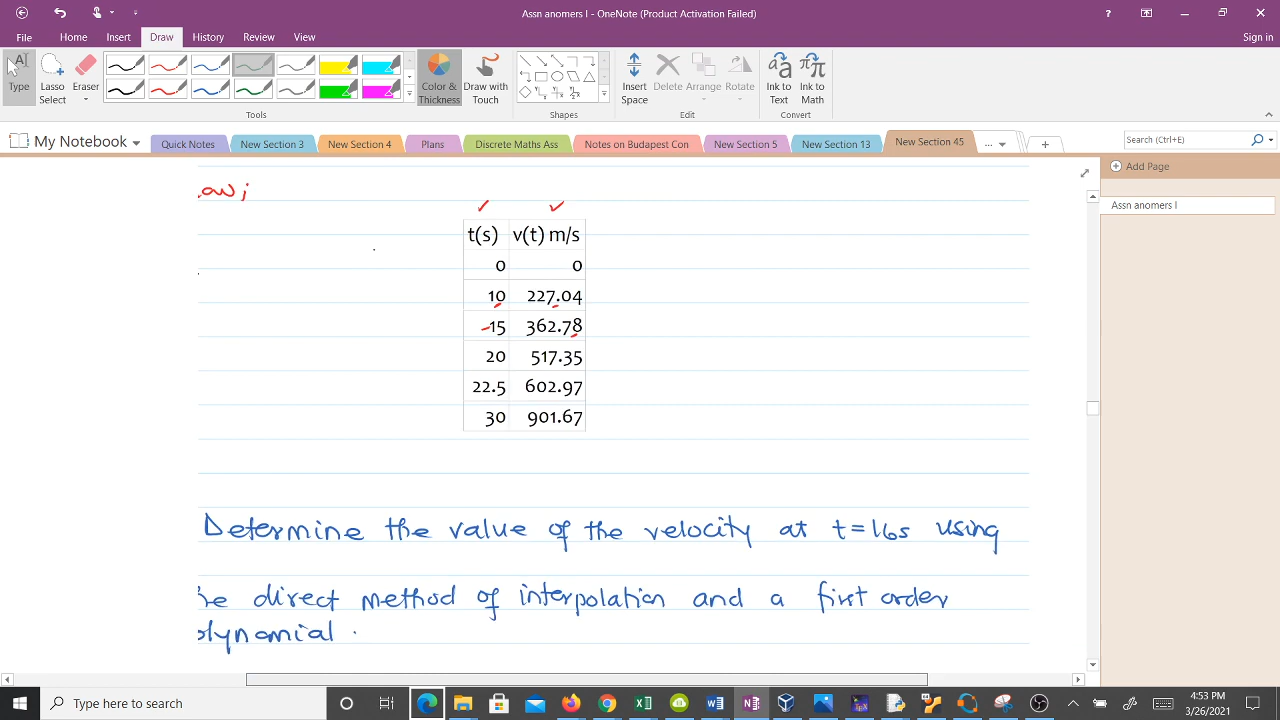 Assn anomers I - OneNote (Product Activation Failed)
Sign in
File Home Insert Draw History Review View
Type
Lasso Select
Eraser
Color & Thickness
Draw with Touch
Insert Space
Delete
Arrange
Rotate
Ink to Text
Ink to Math
Tools
Shapes
Edit
Convert
My Notebook
Quick Notes
New Section 3
New Section 4
Plans
Discrete Maths Ass
Notes on Budapest Con
New Section 5
New Section 13
New Section 45
...
Search (Ctrl+E)
Add Page
Assn anomers I
t(s) v(t) m/s
0 0
10 227.04
15 362.78
20 517.35
22.5 602.97
30 901.67
Determine the value of the velocity at t=16s using
he direct method of interpolation and a first order
olynomial.
Type here to search
4:53 PM
3/26/2021